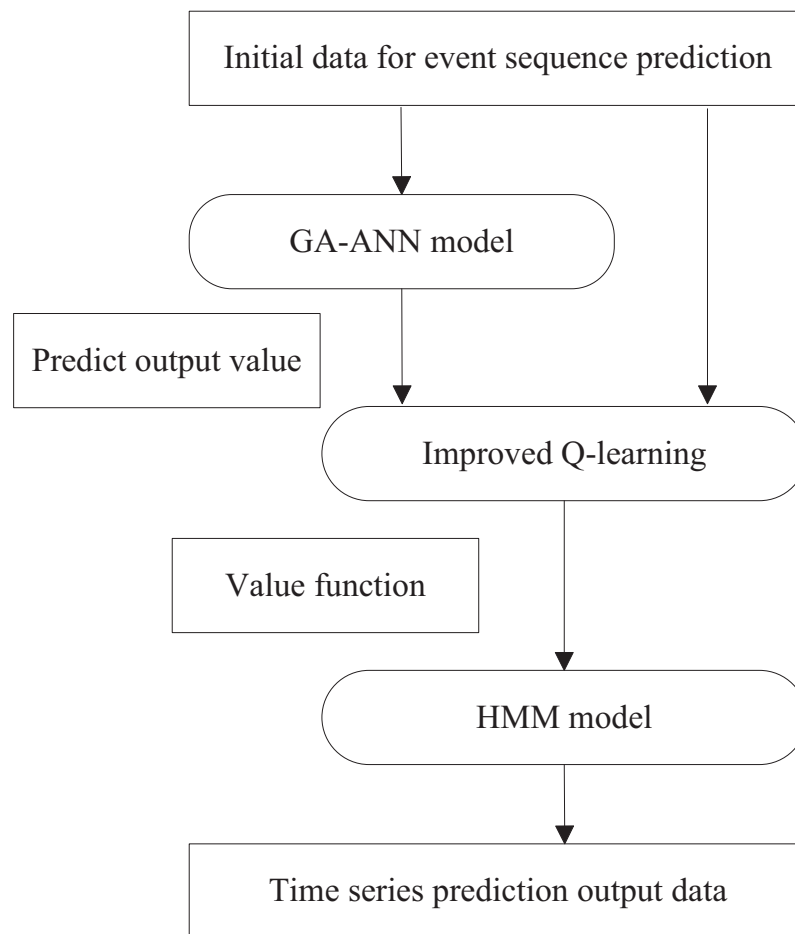 Initial data for event sequence prediction
GA-ANN model
Predict output value
Improved Q-learning
Value function
HMM model
Time series prediction output data